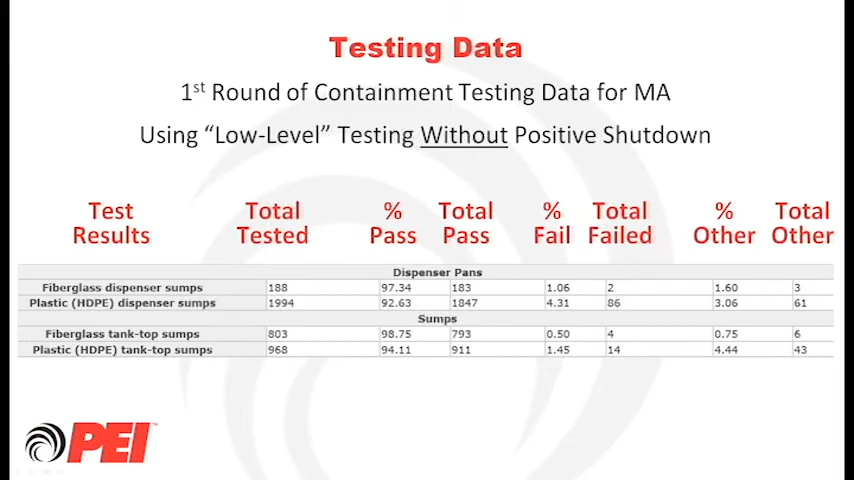 Testing Data
1st Round of Containment Testing Data for MA
Using “Low-Level” Testing Without Positive Shutdown
Test Results Total Tested % Pass Total Pass % Fail Total Failed % Other Total Other
Dispenser Pans
Fiberglass dispenser sumps 188 97.34 183 1.06 2 1.60 3
Plastic (HDPE) dispenser sumps 1994 92.63 1847 4.31 86 3.06 61
Sumps
Fiberglass tank-top sumps 803 98.75 793 0.50 4 0.75 6
Plastic (HDPE) tank-top sumps 968 94.11 911 1.45 14 4.44 43
PEI